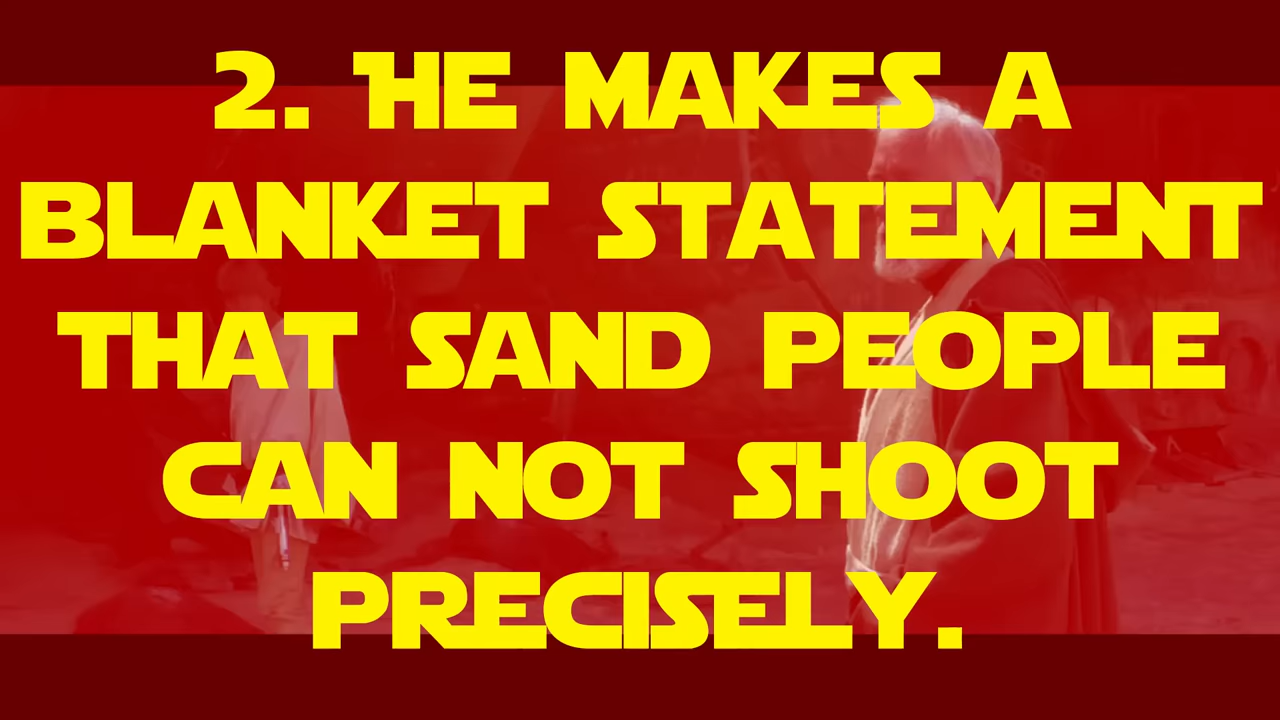 2. HE MAKES A
BLANKET STATEMENT
THAT SAND PEOPLE
CAN NOT SHOOT
PRECISELY.